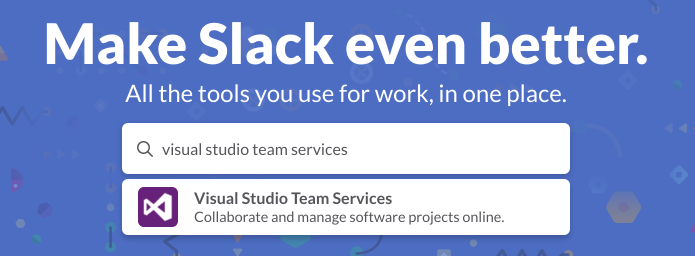 Make Slack even better.
All the tools you use for work, in one place.
visual studio team services
Visual Studio Team Services
Collaborate and manage software projects online.